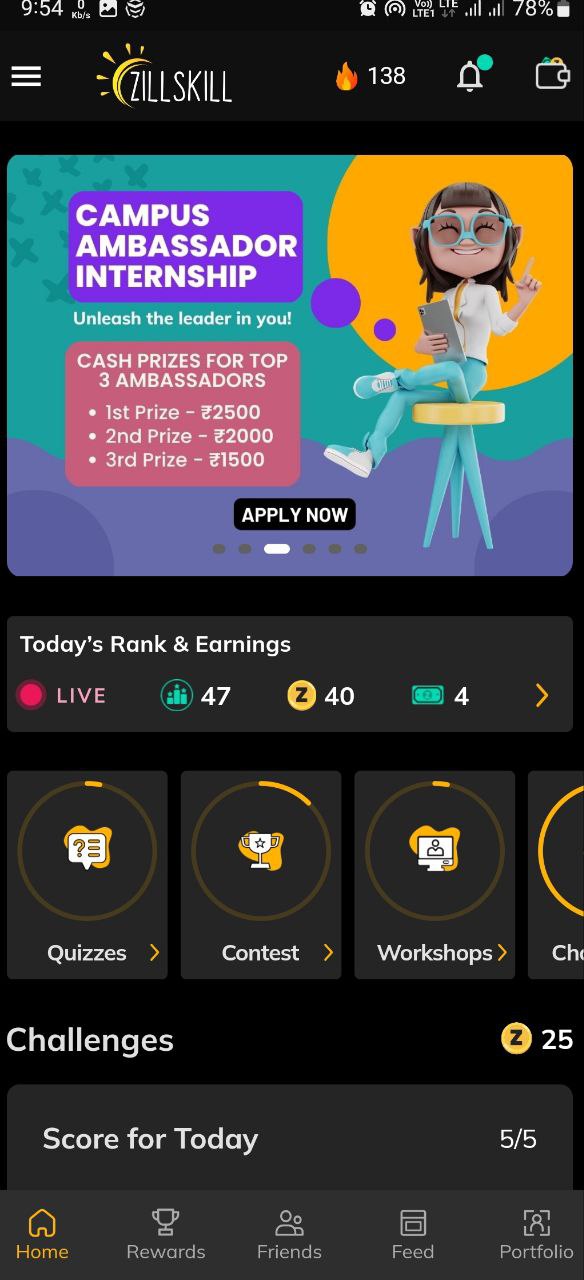 9:54 0 Kb/s Vo)) LTE1 LTE 78%
ZILLSKILL 138
CAMPUS
AMBASSADOR
INTERNSHIP
Unleash the leader in you!
CASH PRIZES FOR TOP
3 AMBASSADORS
• 1st Prize - ₹2500
• 2nd Prize - ₹2000
• 3rd Prize - ₹1500
APPLY NOW
Today's Rank & Earnings
LIVE 47 Z 40 4
Quizzes Contest Workshops
Challenges Z 25
Score for Today 5/5
Home Rewards Friends Feed Portfolio